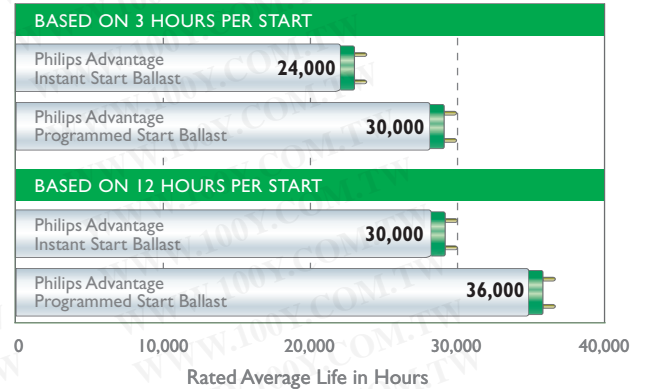 BASED ON 3 HOURS PER START
Philips Advantage
Instant Start Ballast
24,000
Philips Advantage
Programmed Start Ballast
30,000
BASED ON 12 HOURS PER START
Philips Advantage
Instant Start Ballast
30,000
Philips Advantage
Programmed Start Ballast
36,000
0 10,000 20,000 30,000 40,000
Rated Average Life in Hours
WWW.100Y.COM.TW